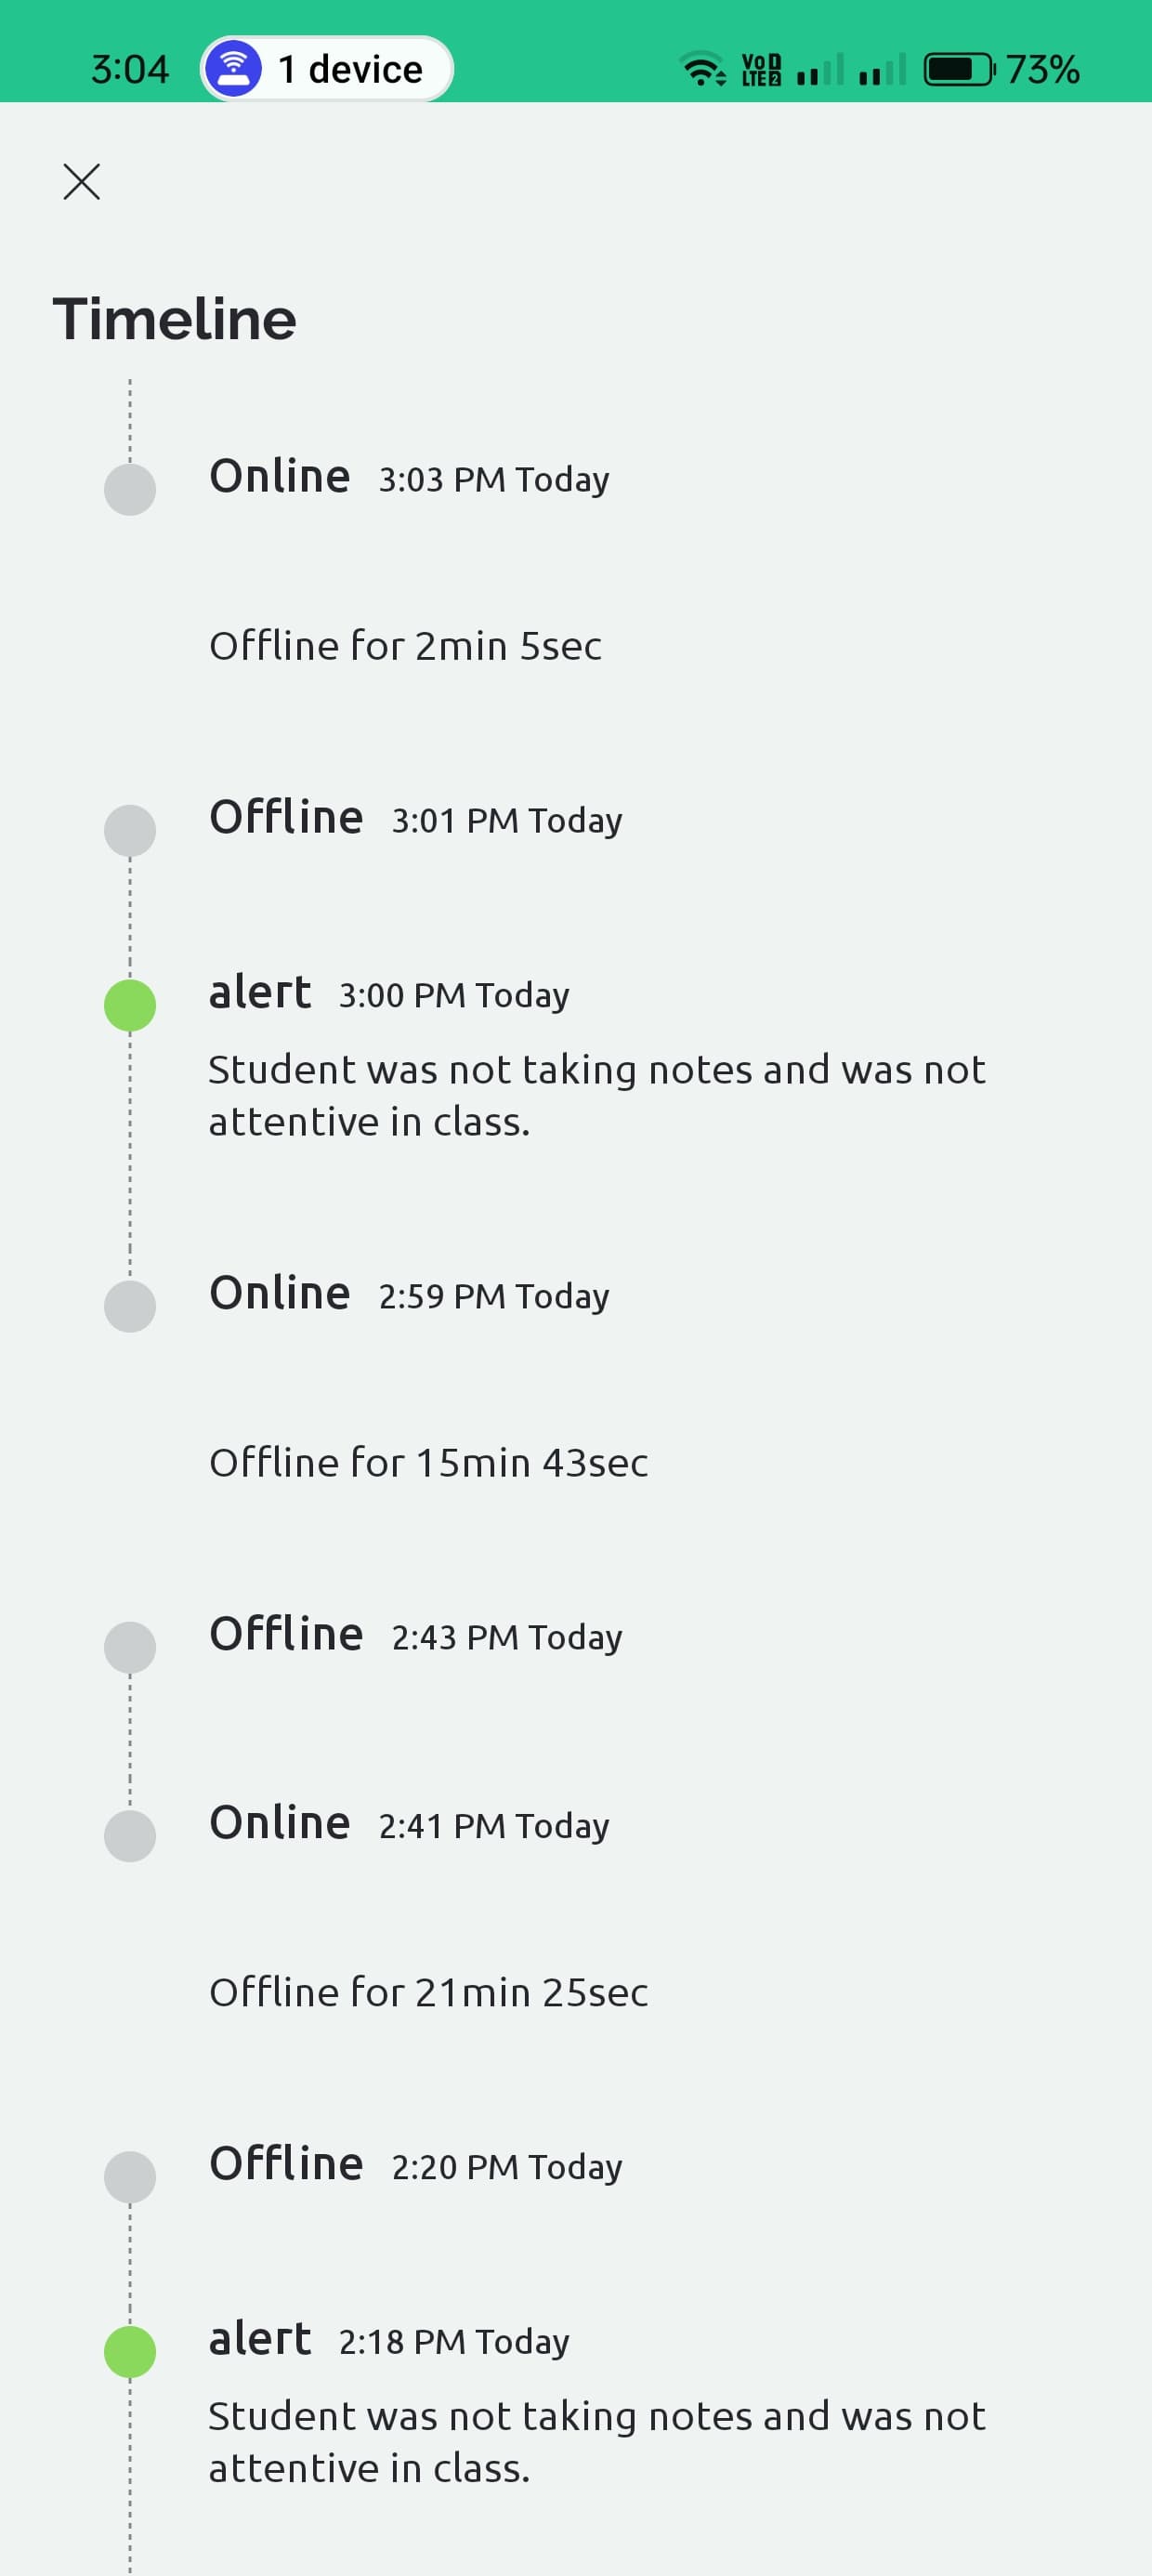 3:04 1 device VoD LTE2 73%
Timeline
Online 3:03 PM Today
Offline for 2min 5sec
Offline 3:01 PM Today
alert 3:00 PM Today
Student was not taking notes and was not
attentive in class.
Online 2:59 PM Today
Offline for 15min 43sec
Offline 2:43 PM Today
Online 2:41 PM Today
Offline for 21min 25sec
Offline 2:20 PM Today
alert 2:18 PM Today
Student was not taking notes and was not
attentive in class.